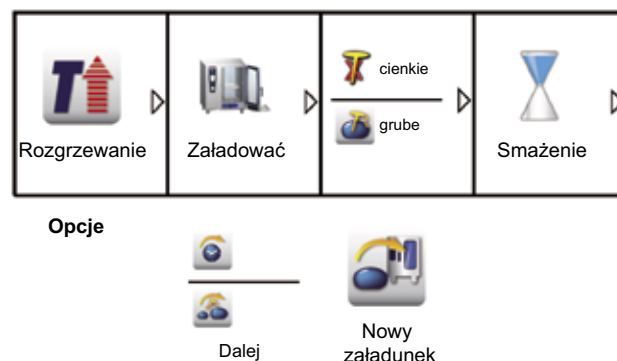 Rozgrzewanie
Załadować
cienkie
grube
Smażenie
Opcje
Dalej
Nowy
załadunek